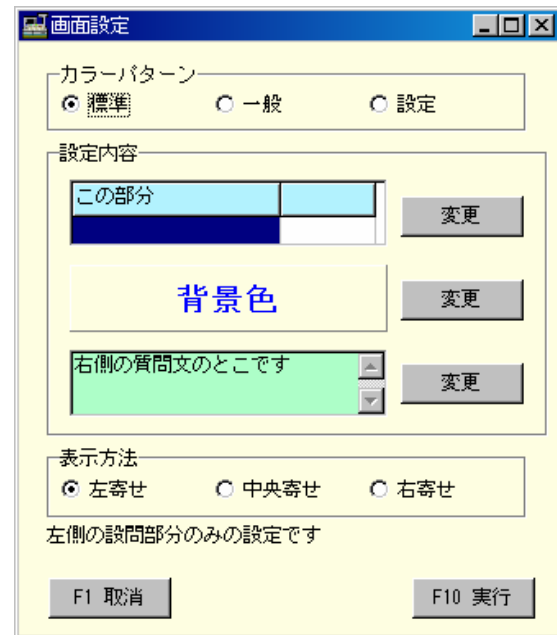 画面設定
カラーパターン
標準 一般 設定
設定内容
この部分
変更
背景色 変更
右側の質問文のとこです
変更
表示方法
左寄せ 中央寄せ 右寄せ
左側の設問部分のみの設定です
F1 取消 F10 実行